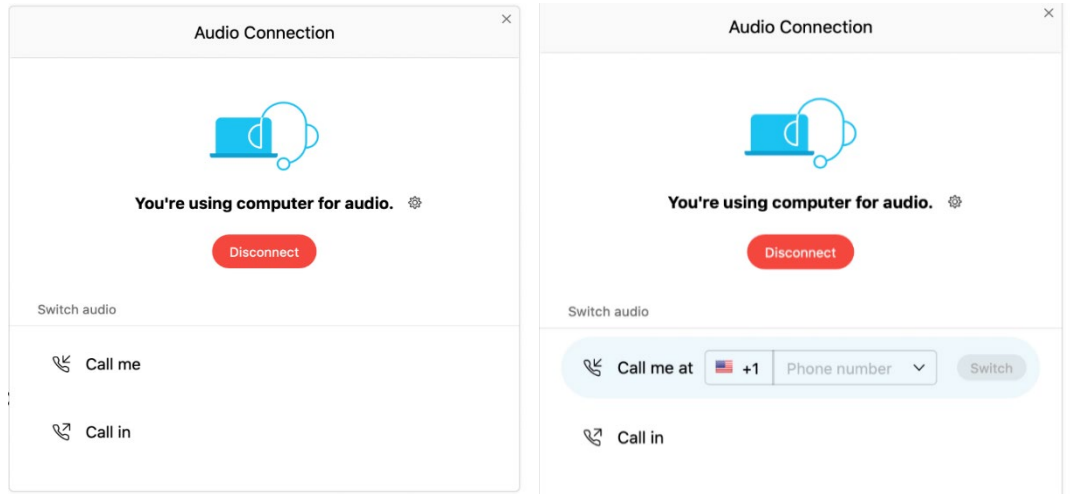 Audio Connection
You're using computer for audio.
Disconnect
Switch audio
Call me
Call in
Audio Connection
You're using computer for audio.
Disconnect
Switch audio
Call me at +1 Phone number Switch
Call in